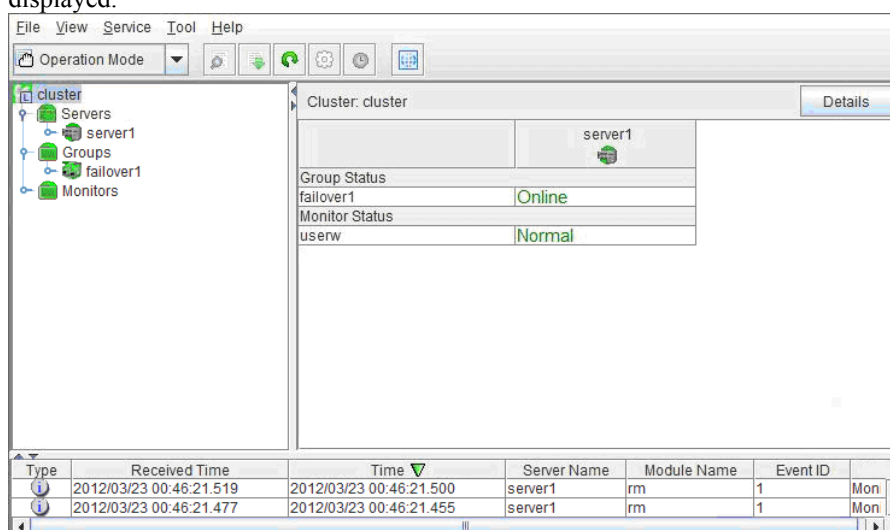 displayed.
File View Service Tool Help
Operation Mode
cluster
Servers
server1
Groups
failover1
Monitors
Cluster: cluster
Details
server1
Group Status
failover1 Online
Monitor Status
userw Normal
Type Received Time Time Server Name Module Name Event ID
2012/03/23 00:46:21.519 2012/03/23 00:46:21.500 server1 rm 1 Moni
2012/03/23 00:46:21.477 2012/03/23 00:46:21.455 server1 rm 1 Moni